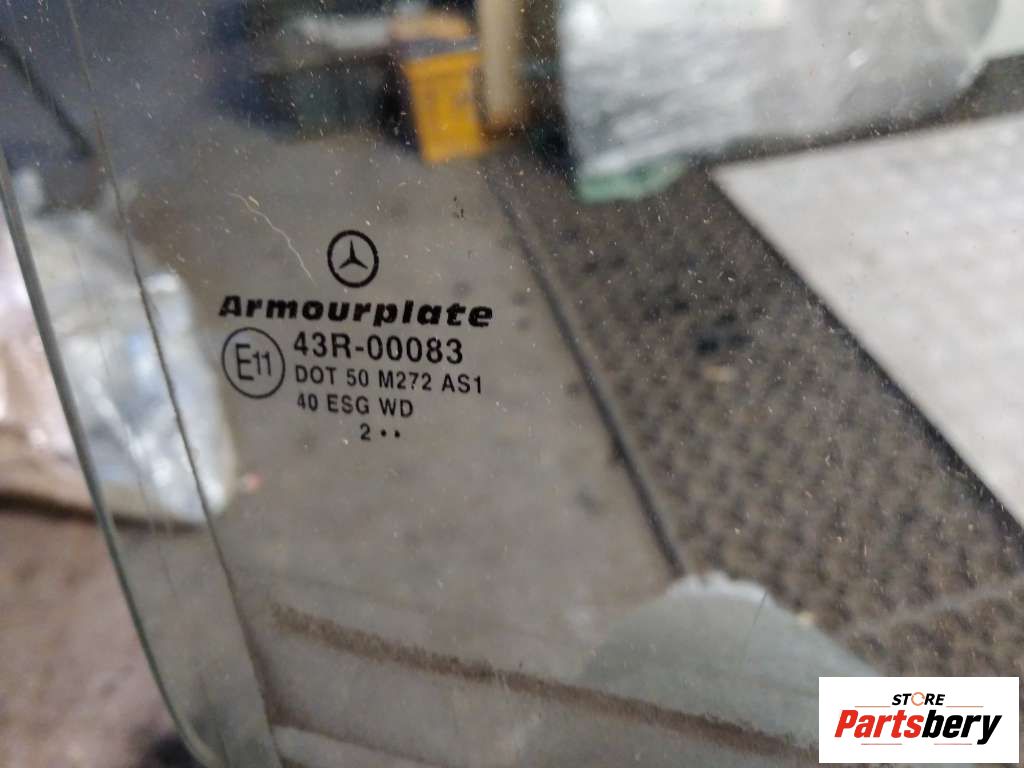 Armourplate
E11 43R-00083
DOT 50 M272 AS1
40 ESG WD
2 • •
STORE
Partsbery